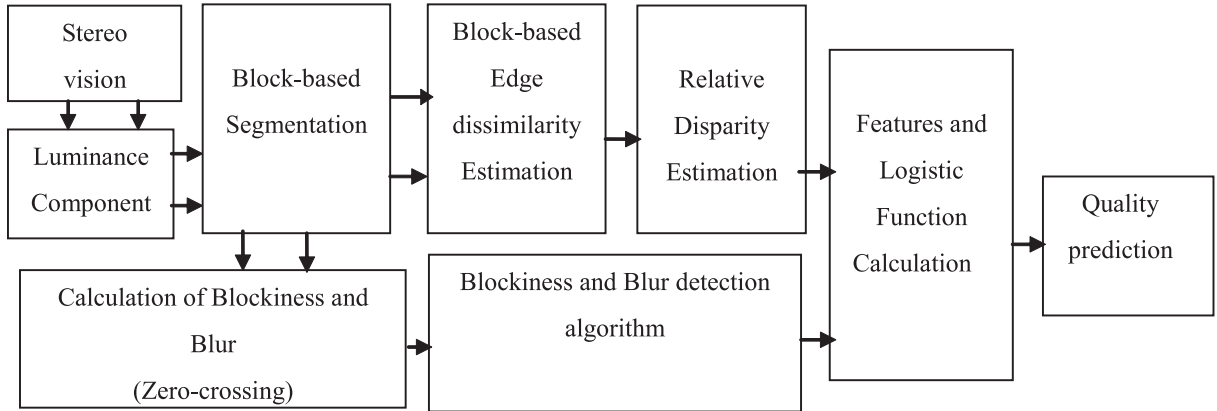 Stereo
vision
Luminance
Component
Block-based
Segmentation
Block-based
Edge
dissimilarity
Estimation
Relative
Disparity
Estimation
Features and
Logistic
Function
Calculation
Quality
prediction
Calculation of Blockiness and
Blur
(Zero-crossing)
Blockiness and Blur detection
algorithm